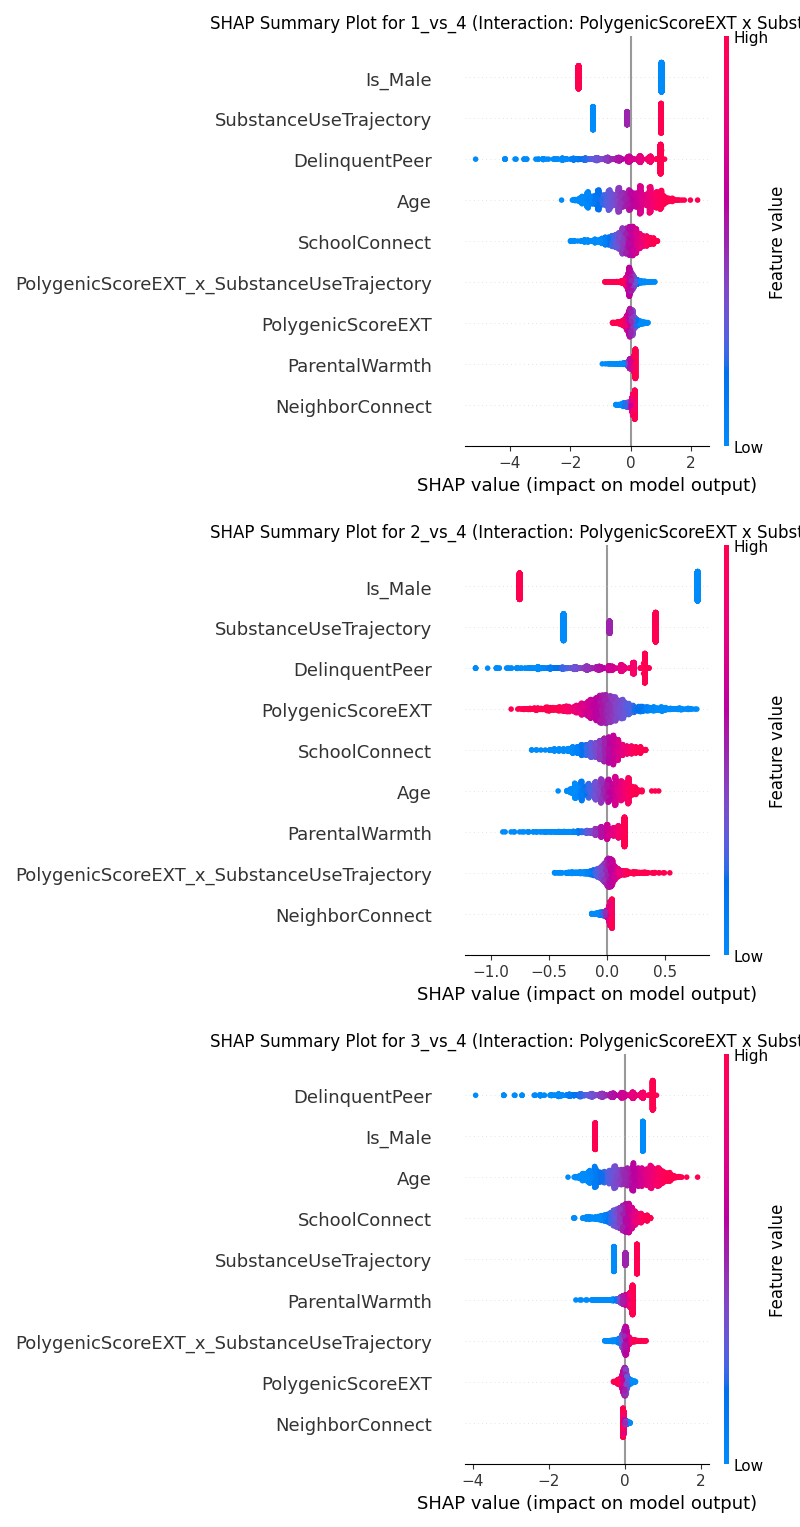 SHAP Summary Plot for 1_vs_4 (Interaction: PolygenicScoreEXT x Subst
High
Is_Male
SubstanceUseTrajectory
DelinquentPeer
Age
SchoolConnect
PolygenicScoreEXT_x_SubstanceUseTrajectory
PolygenicScoreEXT
ParentalWarmth
NeighborConnect
Feature value
Low
−4 −2 0 2
SHAP value (impact on model output)
SHAP Summary Plot for 2_vs_4 (Interaction: PolygenicScoreEXT x Subst
High
Is_Male
SubstanceUseTrajectory
DelinquentPeer
PolygenicScoreEXT
SchoolConnect
Age
ParentalWarmth
PolygenicScoreEXT_x_SubstanceUseTrajectory
NeighborConnect
Feature value
Low
−1.0 −0.5 0.0 0.5
SHAP value (impact on model output)
SHAP Summary Plot for 3_vs_4 (Interaction: PolygenicScoreEXT x Subst
High
DelinquentPeer
Is_Male
Age
SchoolConnect
SubstanceUseTrajectory
ParentalWarmth
PolygenicScoreEXT_x_SubstanceUseTrajectory
PolygenicScoreEXT
NeighborConnect
Feature value
Low
−4 −2 0 2
SHAP value (impact on model output)